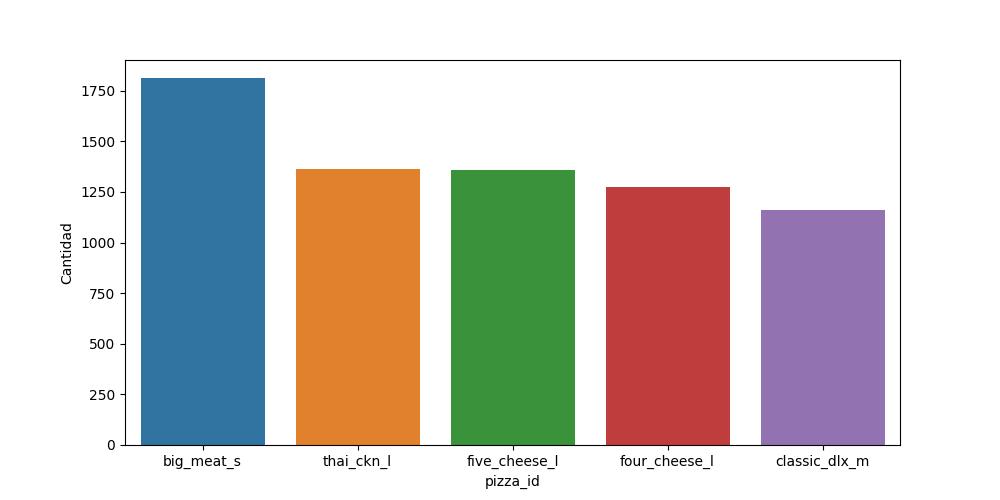 1750
1500
1250
1000
750
500
250
0
Cantidad
big_meat_s thai_ckn_l five_cheese_l four_cheese_l classic_dlx_m
pizza_id